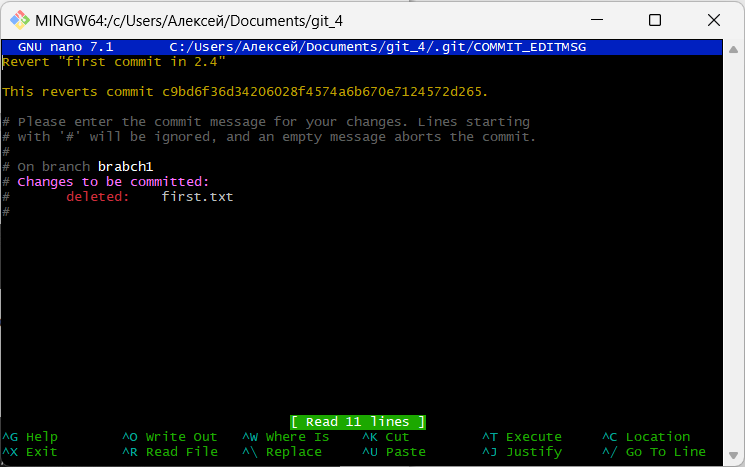 MINGW64:/c/Users/Алексей/Documents/git_4
GNU nano 7.1 C:/Users/Алексей/Documents/git_4/.git/COMMIT_EDITMSG
Revert "first commit in 2.4"
This reverts commit c9bd6f36d34206028f4574a6b670e7124572d265.
# Please enter the commit message for your changes. Lines starting
# with '#' will be ignored, and an empty message aborts the commit.
#
# On branch brabch1
# Changes to be committed:
# deleted: first.txt
#
[ Read 11 lines ]
^G Help ^O Write Out ^W Where Is ^K Cut ^T Execute ^C Location
^X Exit ^R Read File ^\ Replace ^U Paste ^J Justify ^/ Go To Line